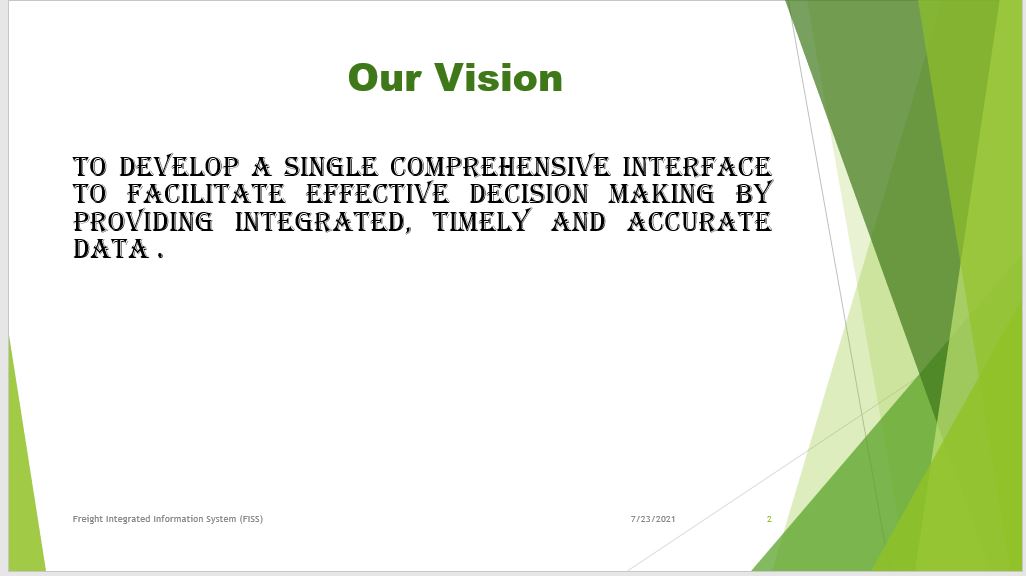 Our Vision
TO DEVELOP A SINGLE COMPREHENSIVE INTERFACE
TO FACILITATE EFFECTIVE DECISION MAKING BY
PROVIDING INTEGRATED, TIMELY AND ACCURATE
DATA .
Freight Integrated Information System (FISS)
7/23/2021
2